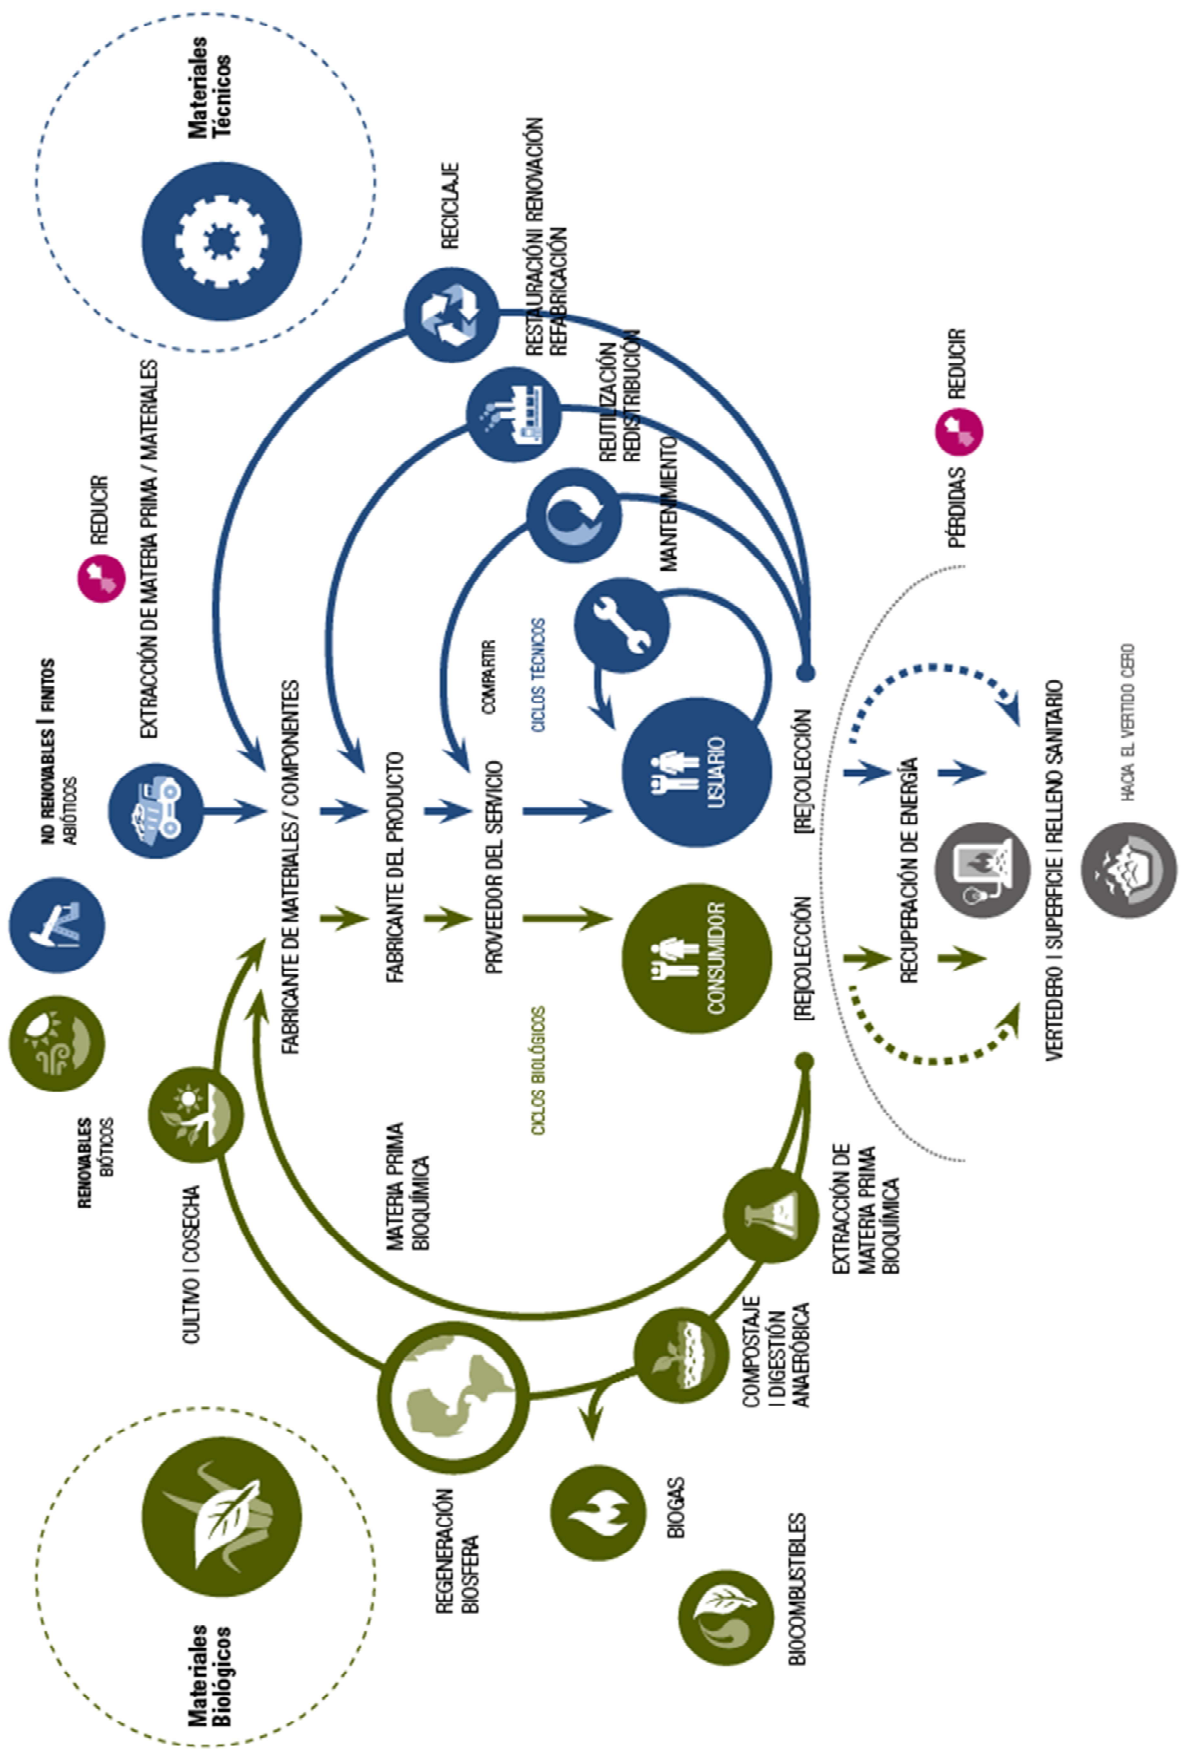 Materiales
Biológicos
RENOVABLES
BIÓTICOS
NO RENOVABLES | FINITOS
ABIÓTICOS
REDUCIR
Materiales
Técnicos
CULTIVO | COSECHA
EXTRACCIÓN DE MATERIA PRIMA / MATERIALES
FABRICANTE DE MATERIALES / COMPONENTES
MATERIA PRIMA
BIOQUÍMICA
FABRICANTE DEL PRODUCTO
RECICLAJE
REGENERACIÓN
BIOSFERA
PROVEEDOR DEL SERVICIO
COMPARTIR
RESTAURACIÓN| RENOVACIÓN
REFABRICACIÓN
CICLOS BIOLÓGICOS
CICLOS TÉCNICOS
REUTILIZACIÓN
REDISTRIBUCIÓN
MANTENIMIENTO
BIOGAS
CONSUMIDOR
USUARIO
COMPOSTAJE
| DIGESTIÓN
ANAERÓBICA
BIOCOMBUSTIBLES
[RE]COLECCIÓN
[RE]COLECCIÓN
EXTRACCIÓN DE
MATERIA PRIMA
BIOQUÍMICA
RECUPERACIÓN DE ENERGÍA
PÉRDIDAS
REDUCIR
VERTEDERO | SUPERFICIE | RELLENO SANITARIO
HACIA EL VERTIDO CERO